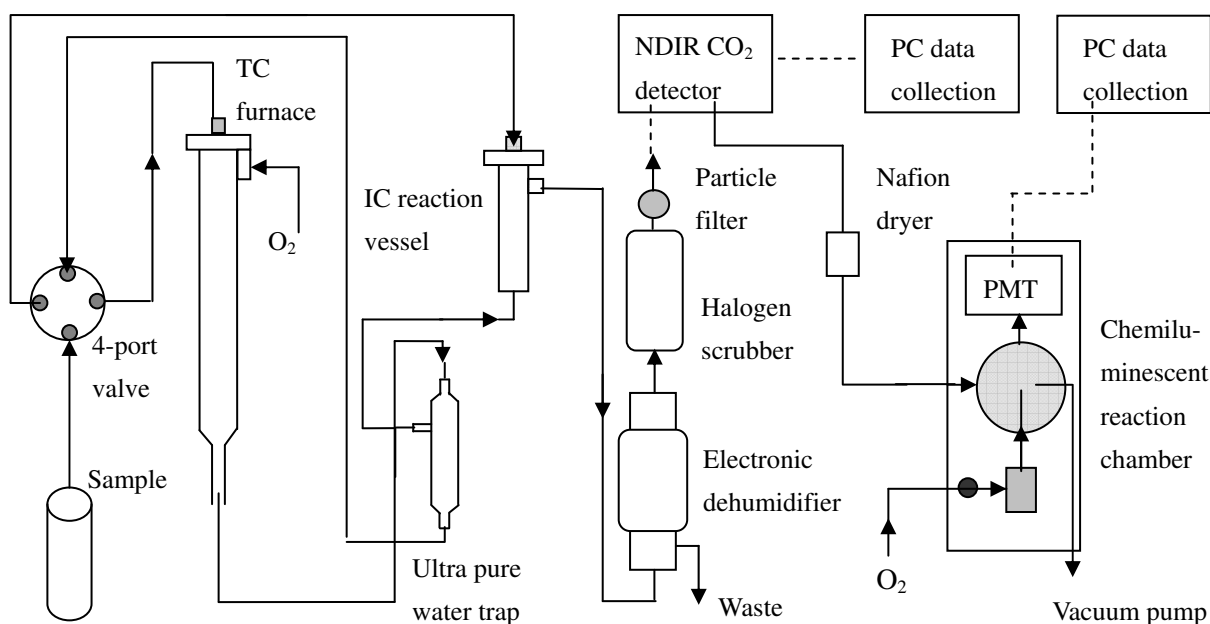 TC
furnace
O₂
IC reaction
vessel
4-port
valve
Sample
Ultra pure
water trap
NDIR CO₂
detector
PC data
collection
PC data
collection
Particle
filter
Halogen
scrubber
Electronic
dehumidifier
Waste
Nafion
dryer
PMT
Chemilu-
minescent
reaction
chamber
O₂
Vacuum pump